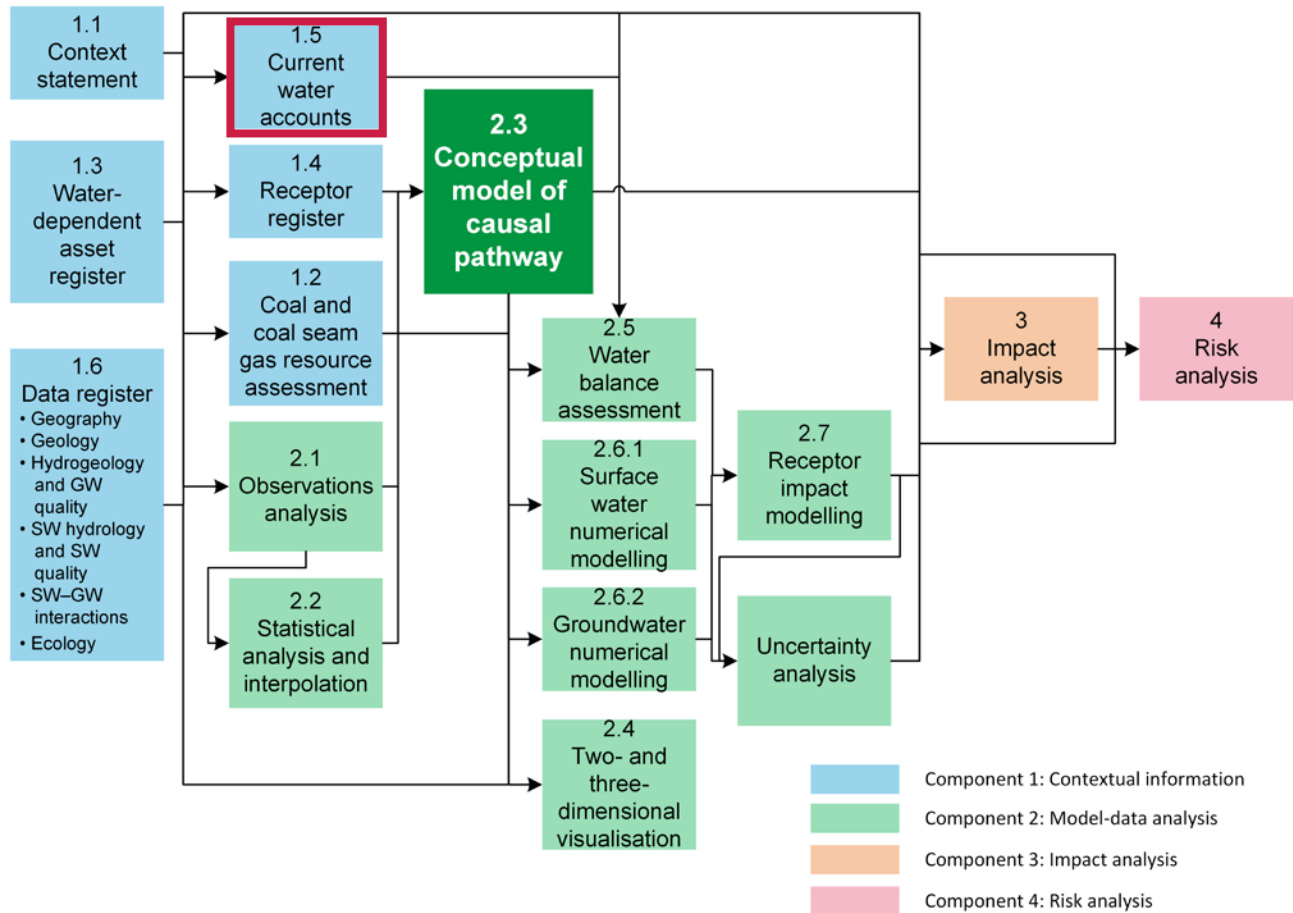 1.1
Context
statement
1.5
Current
water
accounts
2.3
Conceptual
model of
causal
pathway
1.3
Water-
dependent
asset
register
1.4
Receptor
register
1.2
Coal and
coal seam
gas resource
assessment
1.6
Data register
• Geography
• Geology
• Hydrogeology
and GW
quality
• SW hydrology
and SW
quality
• SW–GW
interactions
• Ecology
2.1
Observations
analysis
2.2
Statistical
analysis and
interpolation
2.5
Water
balance
assessment
2.6.1
Surface
water
numerical
modelling
2.6.2
Groundwater
numerical
modelling
2.4
Two- and
three-
dimensional
visualisation
2.7
Receptor
impact
modelling
Uncertainty
analysis
3
Impact
analysis
4
Risk
analysis
Component 1: Contextual information
Component 2: Model-data analysis
Component 3: Impact analysis
Component 4: Risk analysis